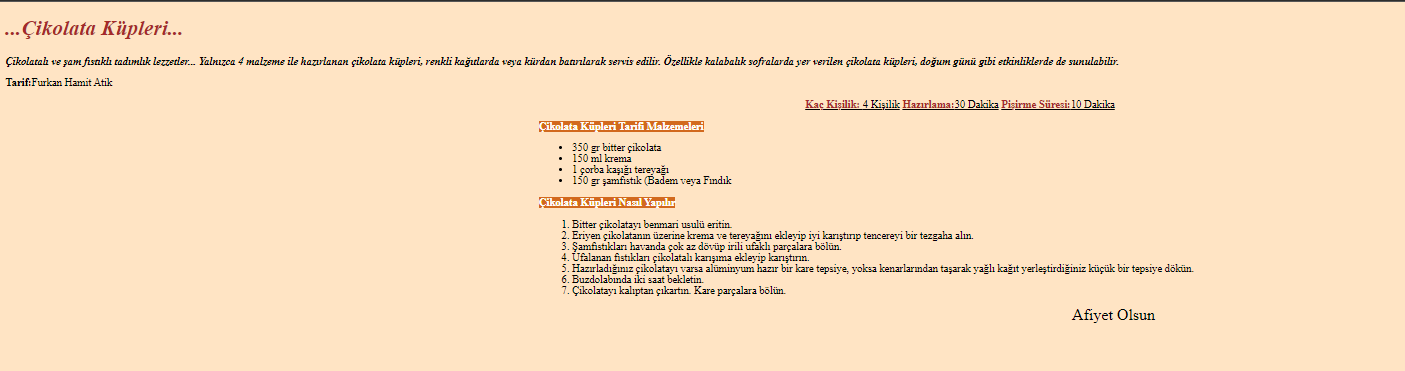 ...Çikolata Küpleri...
Çikolatalı ve şam fıstıklı tadımlık lezzetler... Yalnızca 4 malzeme ile hazırlanan çikolata küpleri, renkli kağıtlarda veya kürdan batırılarak servis edilir. Özellikle kalabalık sofralarda yer verilen çikolata küpleri, doğum günü gibi etkinliklerde de sunulabilir.
Tarif:Furkan Hamit Atik
Kaç Kişilik: 4 Kişilik Hazırlama:30 Dakika Pişirme Süresi:10 Dakika
Çikolata Küpleri Tarifi Malzemeleri
• 350 gr bitter çikolata
• 150 ml krema
• 1 çorba kaşığı tereyağı
• 150 gr şamfıstık (Badem veya Fındık
Çikolata Küpleri Nasıl Yapılır
1. Bitter çikolatayı benmari usulü eritin.
2. Eriyen çikolatanın üzerine krema ve tereyağını ekleyip iyi karıştırıp tencereyi bir tezgaha alın.
3. Şamfıstıkları havanda çok az dövüp irili ufaklı parçalara bölün.
4. Ufalanan fıstıkları çikolatalı karışıma ekleyip karıştırın.
5. Hazırladığınız çikolatayı varsa alüminyum hazır bir kare tepsiye, yoksa kenarlarından taşarak yağlı kağıt yerleştirdiğiniz küçük bir tepsiye dökün.
6. Buzdolabında iki saat bekletin.
7. Çikolatayı kalıptan çıkartın. Kare parçalara bölün.
Afiyet Olsun